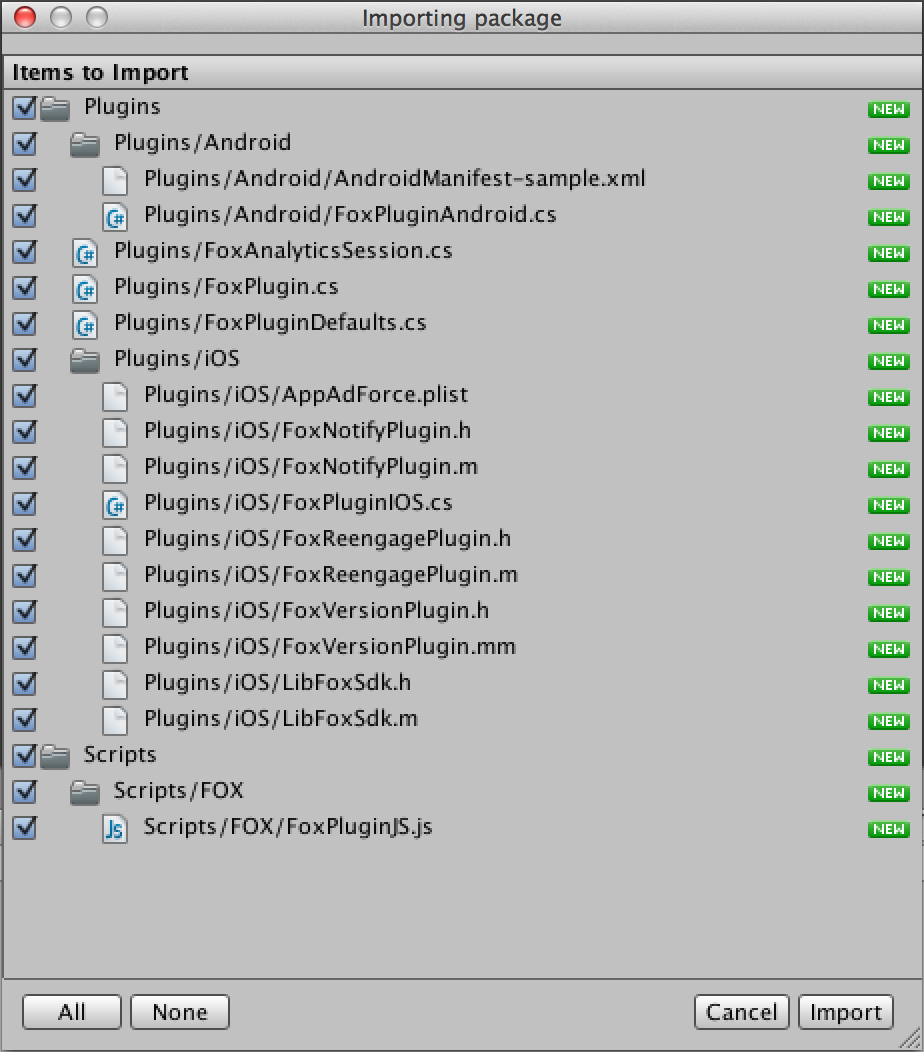 Importing package
Items to Import
Plugins NEW
Plugins/Android NEW
Plugins/Android/AndroidManifest-sample.xml NEW
C# Plugins/Android/FoxPluginAndroid.cs NEW
C# Plugins/FoxAnalyticsSession.cs NEW
C# Plugins/FoxPlugin.cs NEW
C# Plugins/FoxPluginDefaults.cs NEW
Plugins/iOS NEW
Plugins/iOS/AppAdForce.plist NEW
Plugins/iOS/FoxNotifyPlugin.h NEW
Plugins/iOS/FoxNotifyPlugin.m NEW
C# Plugins/iOS/FoxPluginIOS.cs NEW
Plugins/iOS/FoxReengagePlugin.h NEW
Plugins/iOS/FoxReengagePlugin.m NEW
Plugins/iOS/FoxVersionPlugin.h NEW
Plugins/iOS/FoxVersionPlugin.mm NEW
Plugins/iOS/LibFoxSdk.h NEW
Plugins/iOS/LibFoxSdk.m NEW
Scripts NEW
Scripts/FOX NEW
Js Scripts/FOX/FoxPluginJS.js NEW
All None Cancel Import